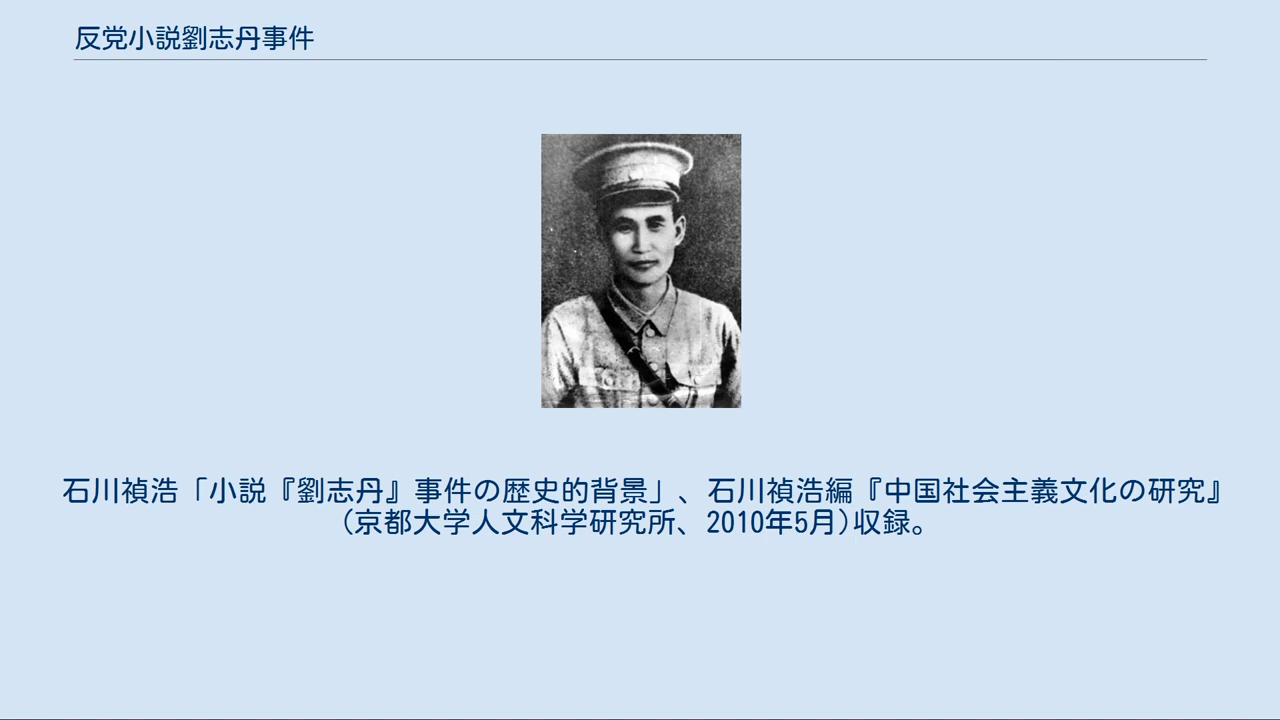 反党小説劉志丹事件
石川禎浩「小説『劉志丹』事件の歴史的背景」、石川禎浩編『中国社会主義文化の研究』
(京都大学人文科学研究所、2010年5月)収録。